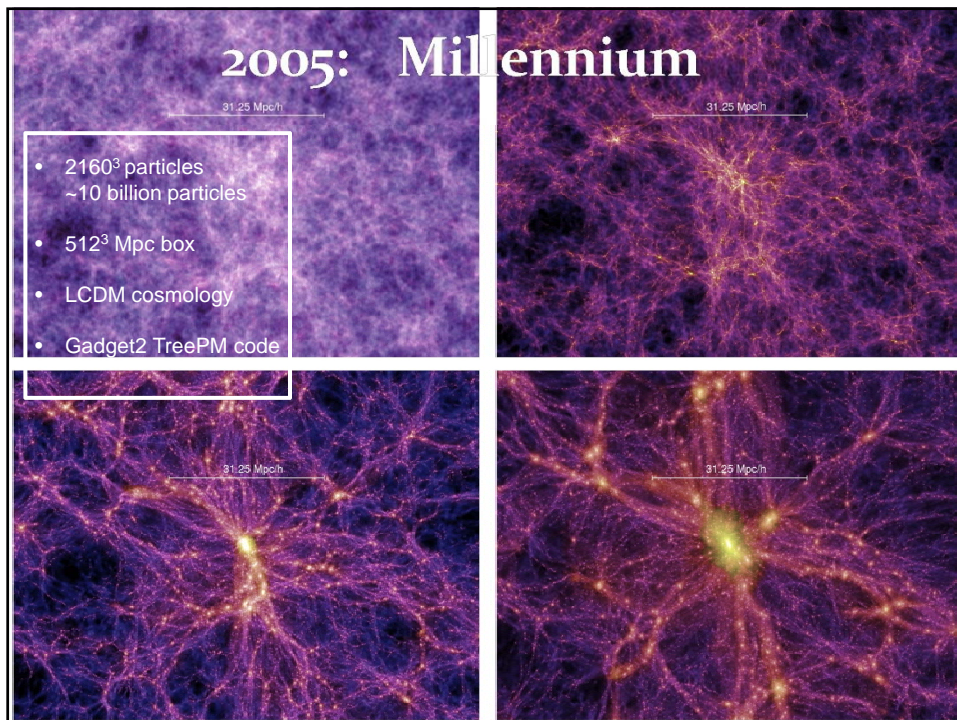 2005: Millennium
31.25 Mpc/h
31.25 Mpc/h
• 2160³ particles
~10 billion particles
• 512³ Mpc box
• LCDM cosmology
• Gadget2 TreePM code
31.25 Mpc/h
31.25 Mpc/h